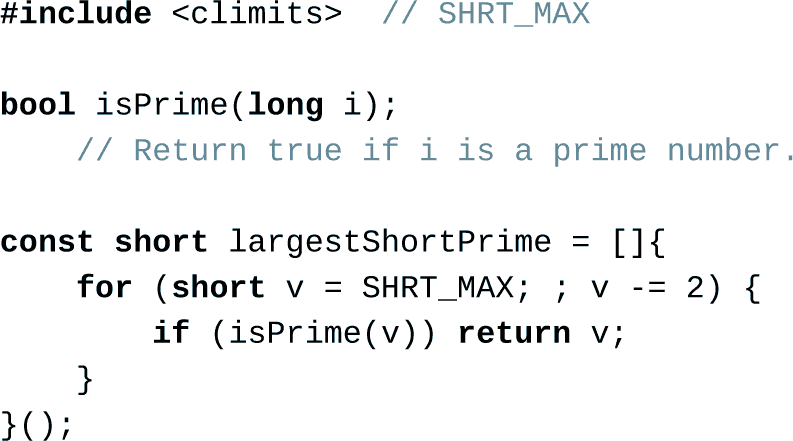 #include <climits>  // SHRT_MAX

bool isPrime(long i);
    // Return true if i is a prime number.

const short largestShortPrime = []{
    for (short v = SHRT_MAX; ; v -= 2) {
        if (isPrime(v)) return v;
    }
}();